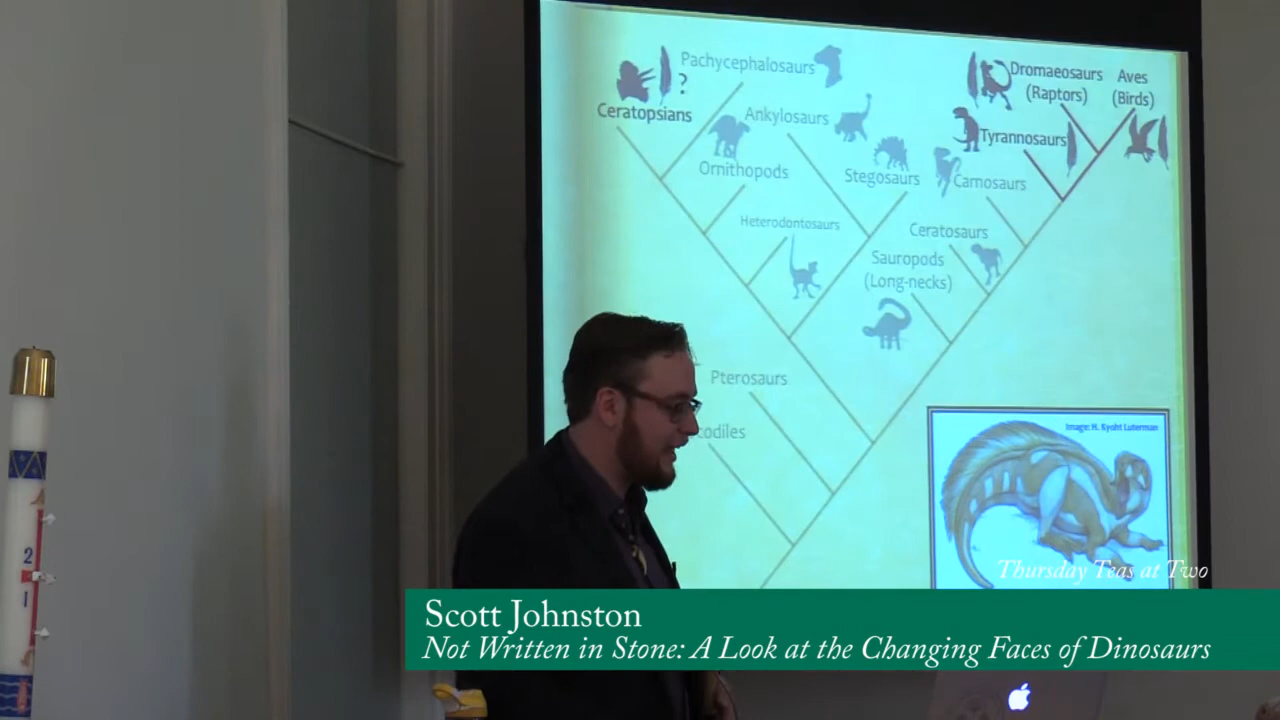 Pachycephalosaurs
?
Ceratopsians
Ankylosaurs
Ornithopods
Stegosaurs
Heterodontosaurs
Dromaeosaurs
(Raptors)
Aves
(Birds)
Tyrannosaurs
Carnosaurs
Ceratosaurs
Sauropods
(Long-necks)
Pterosaurs
codiles
Image: H. Kyoht Luterman
Thursday Teas at Two
Scott Johnston
Not Written in Stone: A Look at the Changing Faces of Dinosaurs
2
1